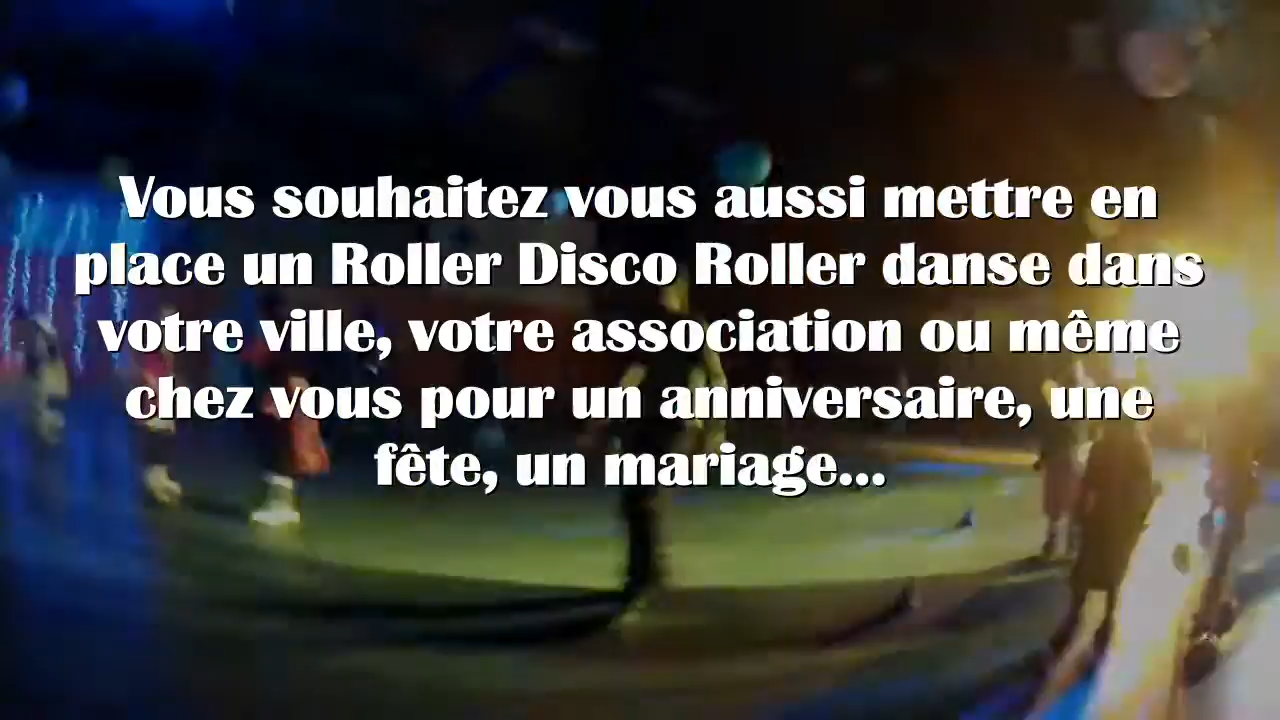 Vous souhaitez vous aussi mettre en
place un Roller Disco Roller danse dans
votre ville, votre association ou même
chez vous pour un anniversaire, une
fête, un mariage...